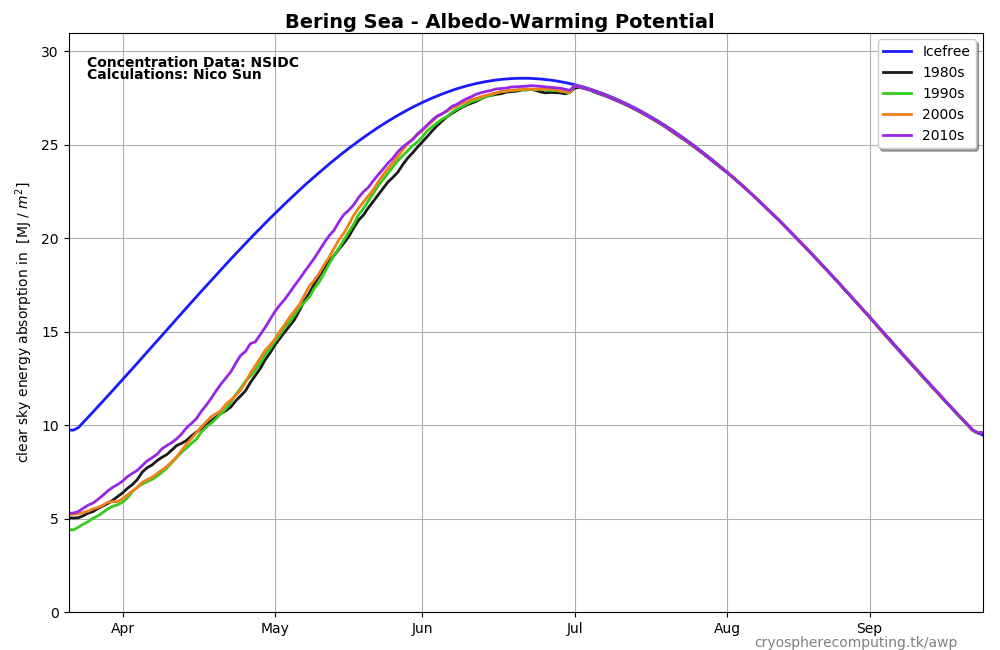 Bering Sea - Albedo-Warming Potential
Concentration Data: NSIDC
Calculations: Nico Sun
Icefree
1980s
1990s
2000s
2010s
clear sky energy absorption in [MJ / m²]
30
25
20
15
10
5
0
Apr May Jun Jul Aug Sep
cryospherecomputing.tk/awp